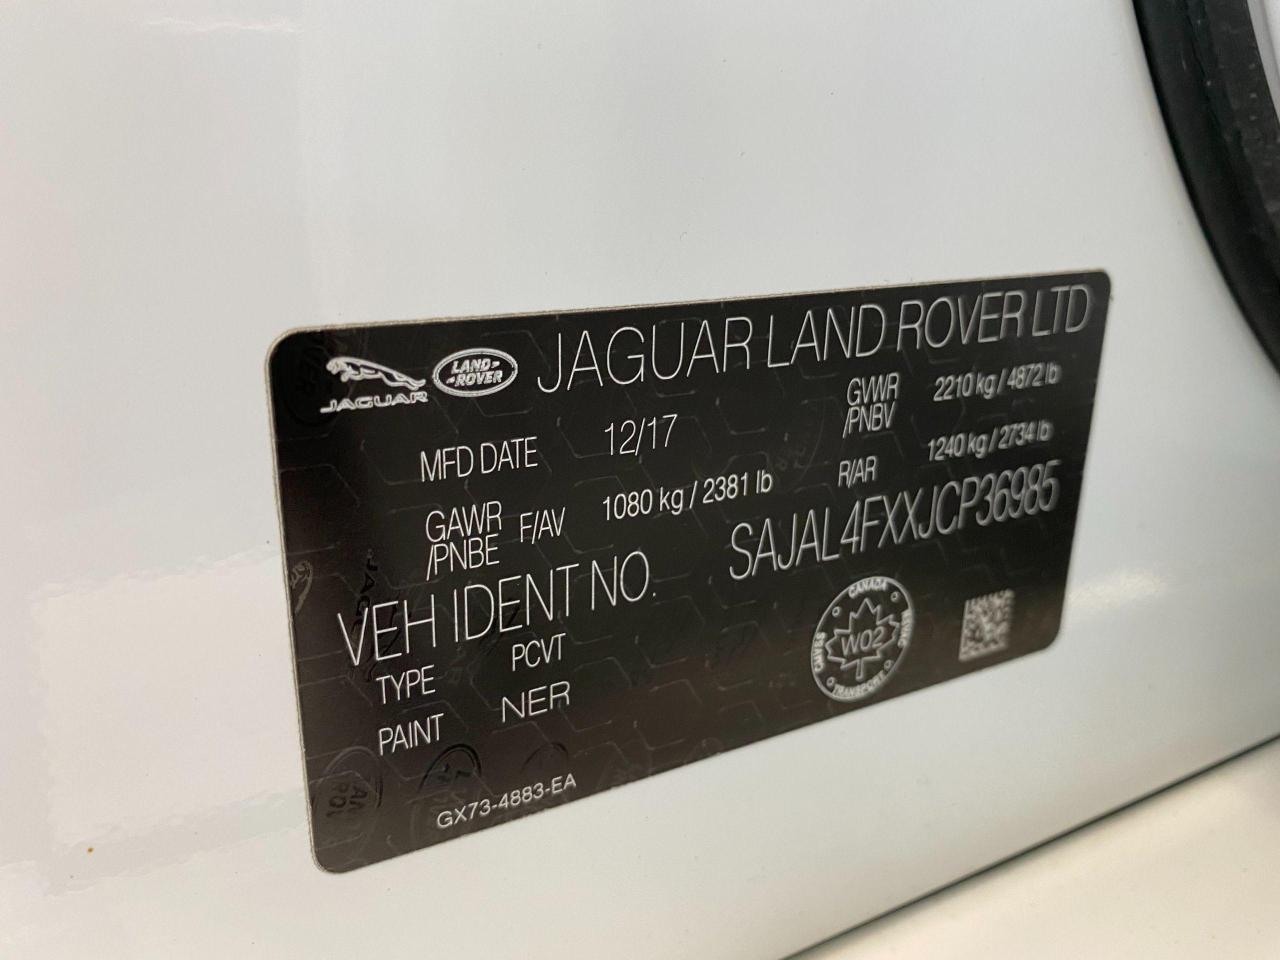 JAGUAR
LAND-
-ROVER
JAGUAR LAND ROVER LTD
MFD DATE 12/17
GVWR
/PNBV 2210 kg / 4872 lb
GAWR
/PNBE F/AV 1080 kg / 2381 lb R/AR 1240 kg / 2734 lb
VEH IDENT NO. SAJAL4FXXJCP36985
TYPE PCVT
PAINT NER
CANADA
W02
TRANSPORT
GX73-4883-EA